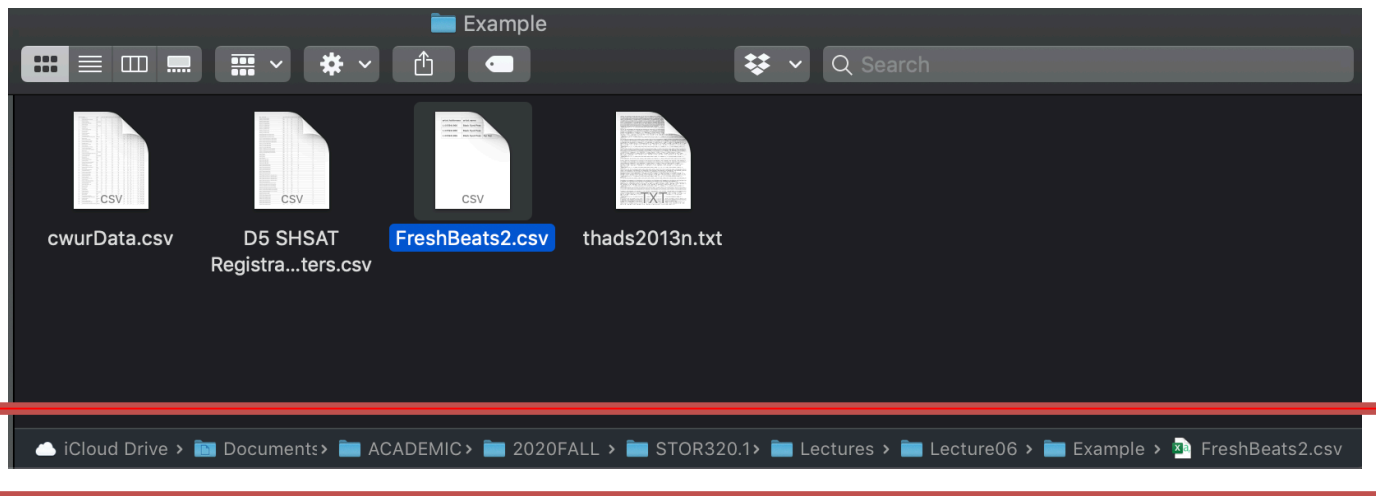 Example
Search
CSV
CSV
CSV
TXT
cwurData.csv
D5 SHSAT
Registra...ters.csv
FreshBeats2.csv
thads2013n.txt
iCloud Drive › Documents › ACADEMIC › 2020FALL › STOR320.1 › Lectures › Lecture06 › Example › FreshBeats2.csv